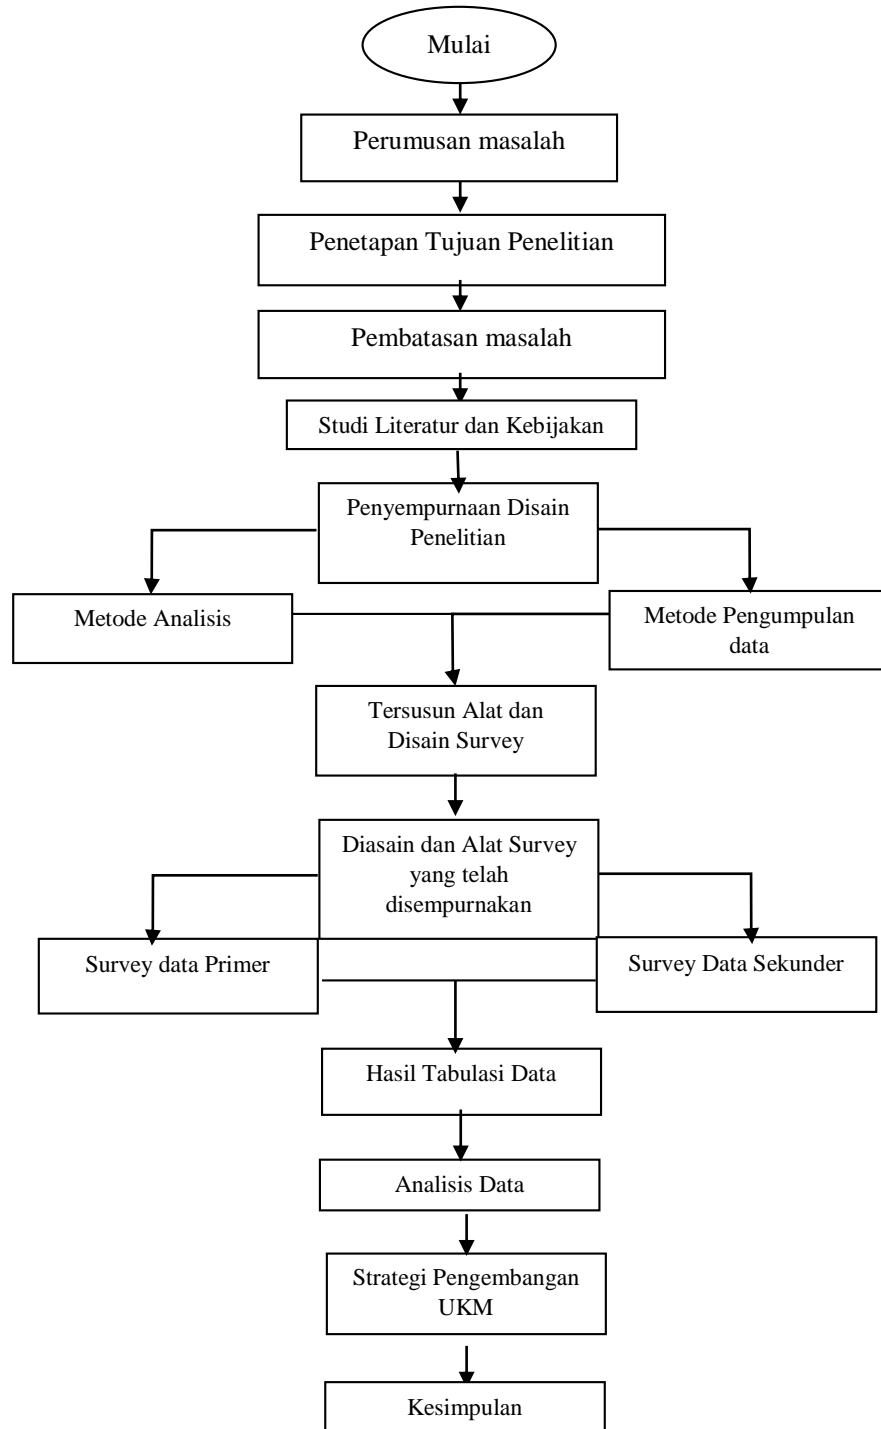 Mulai
Perumusan masalah
Penetapan Tujuan Penelitian
Pembatasan masalah
Studi Literatur dan Kebijakan
Penyempurnaan Disain
Penelitian
Metode Analisis
Metode Pengumpulan
data
Tersusun Alat dan
Disain Survey
Diasain dan Alat Survey
yang telah
disempurnakan
Survey data Primer
Survey Data Sekunder
Hasil Tabulasi Data
Analisis Data
Strategi Pengembangan
UKM
Kesimpulan